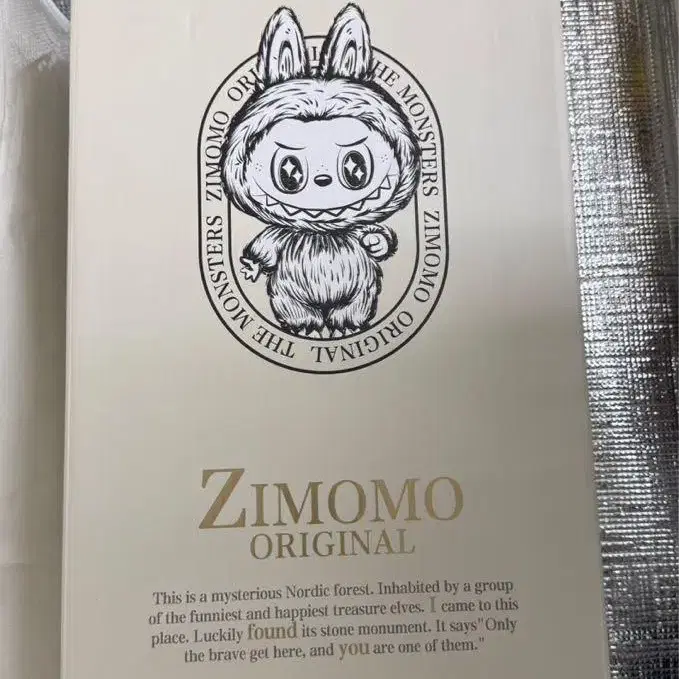 ZIMOMO ORI THE MONSTERS ZIMOMO ORIGINAL THE MONSTERS
ZIMOMO
ORIGINAL
This is a mysterious Nordic forest. Inhabited by a group
of the funniest and happiest treasure elves. I came to this
place. Luckily found its stone monument. It says"Only
the brave get here, and you are one of them."